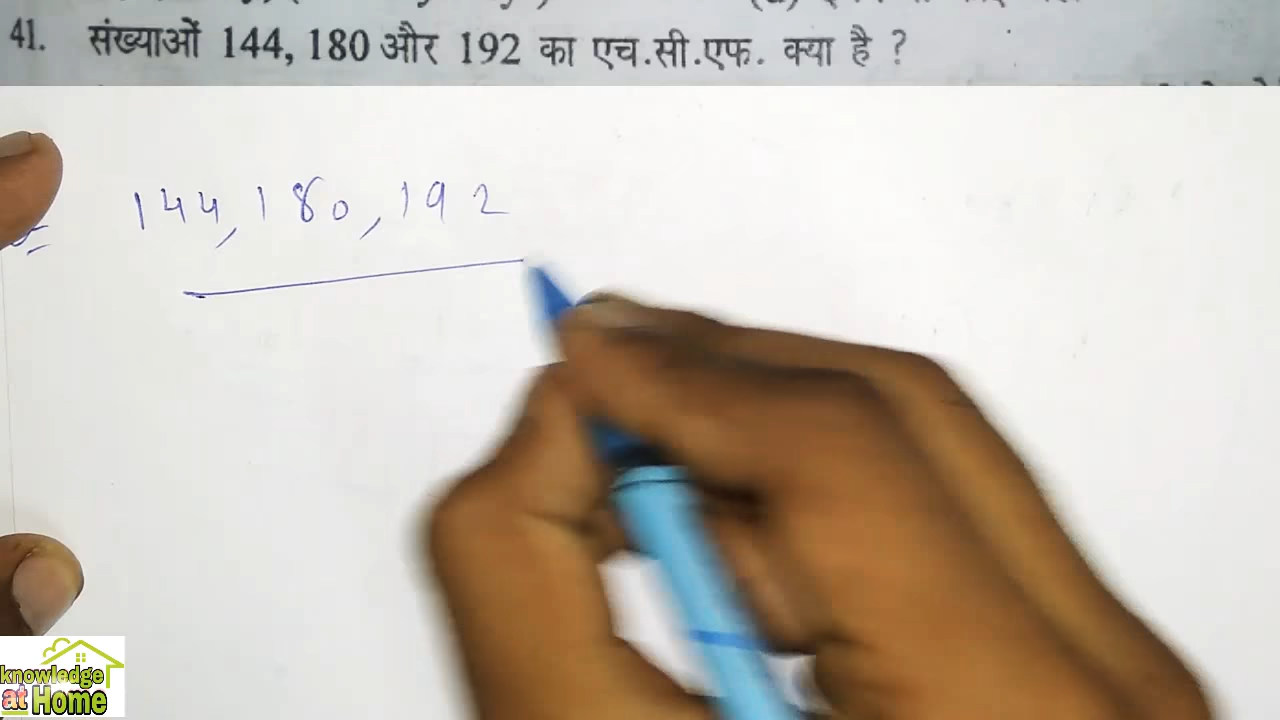 41. संख्याओं 144, 180 और 192 का एच.सी.एफ. क्या है ?
144, 180, 192
knowledge
at Home